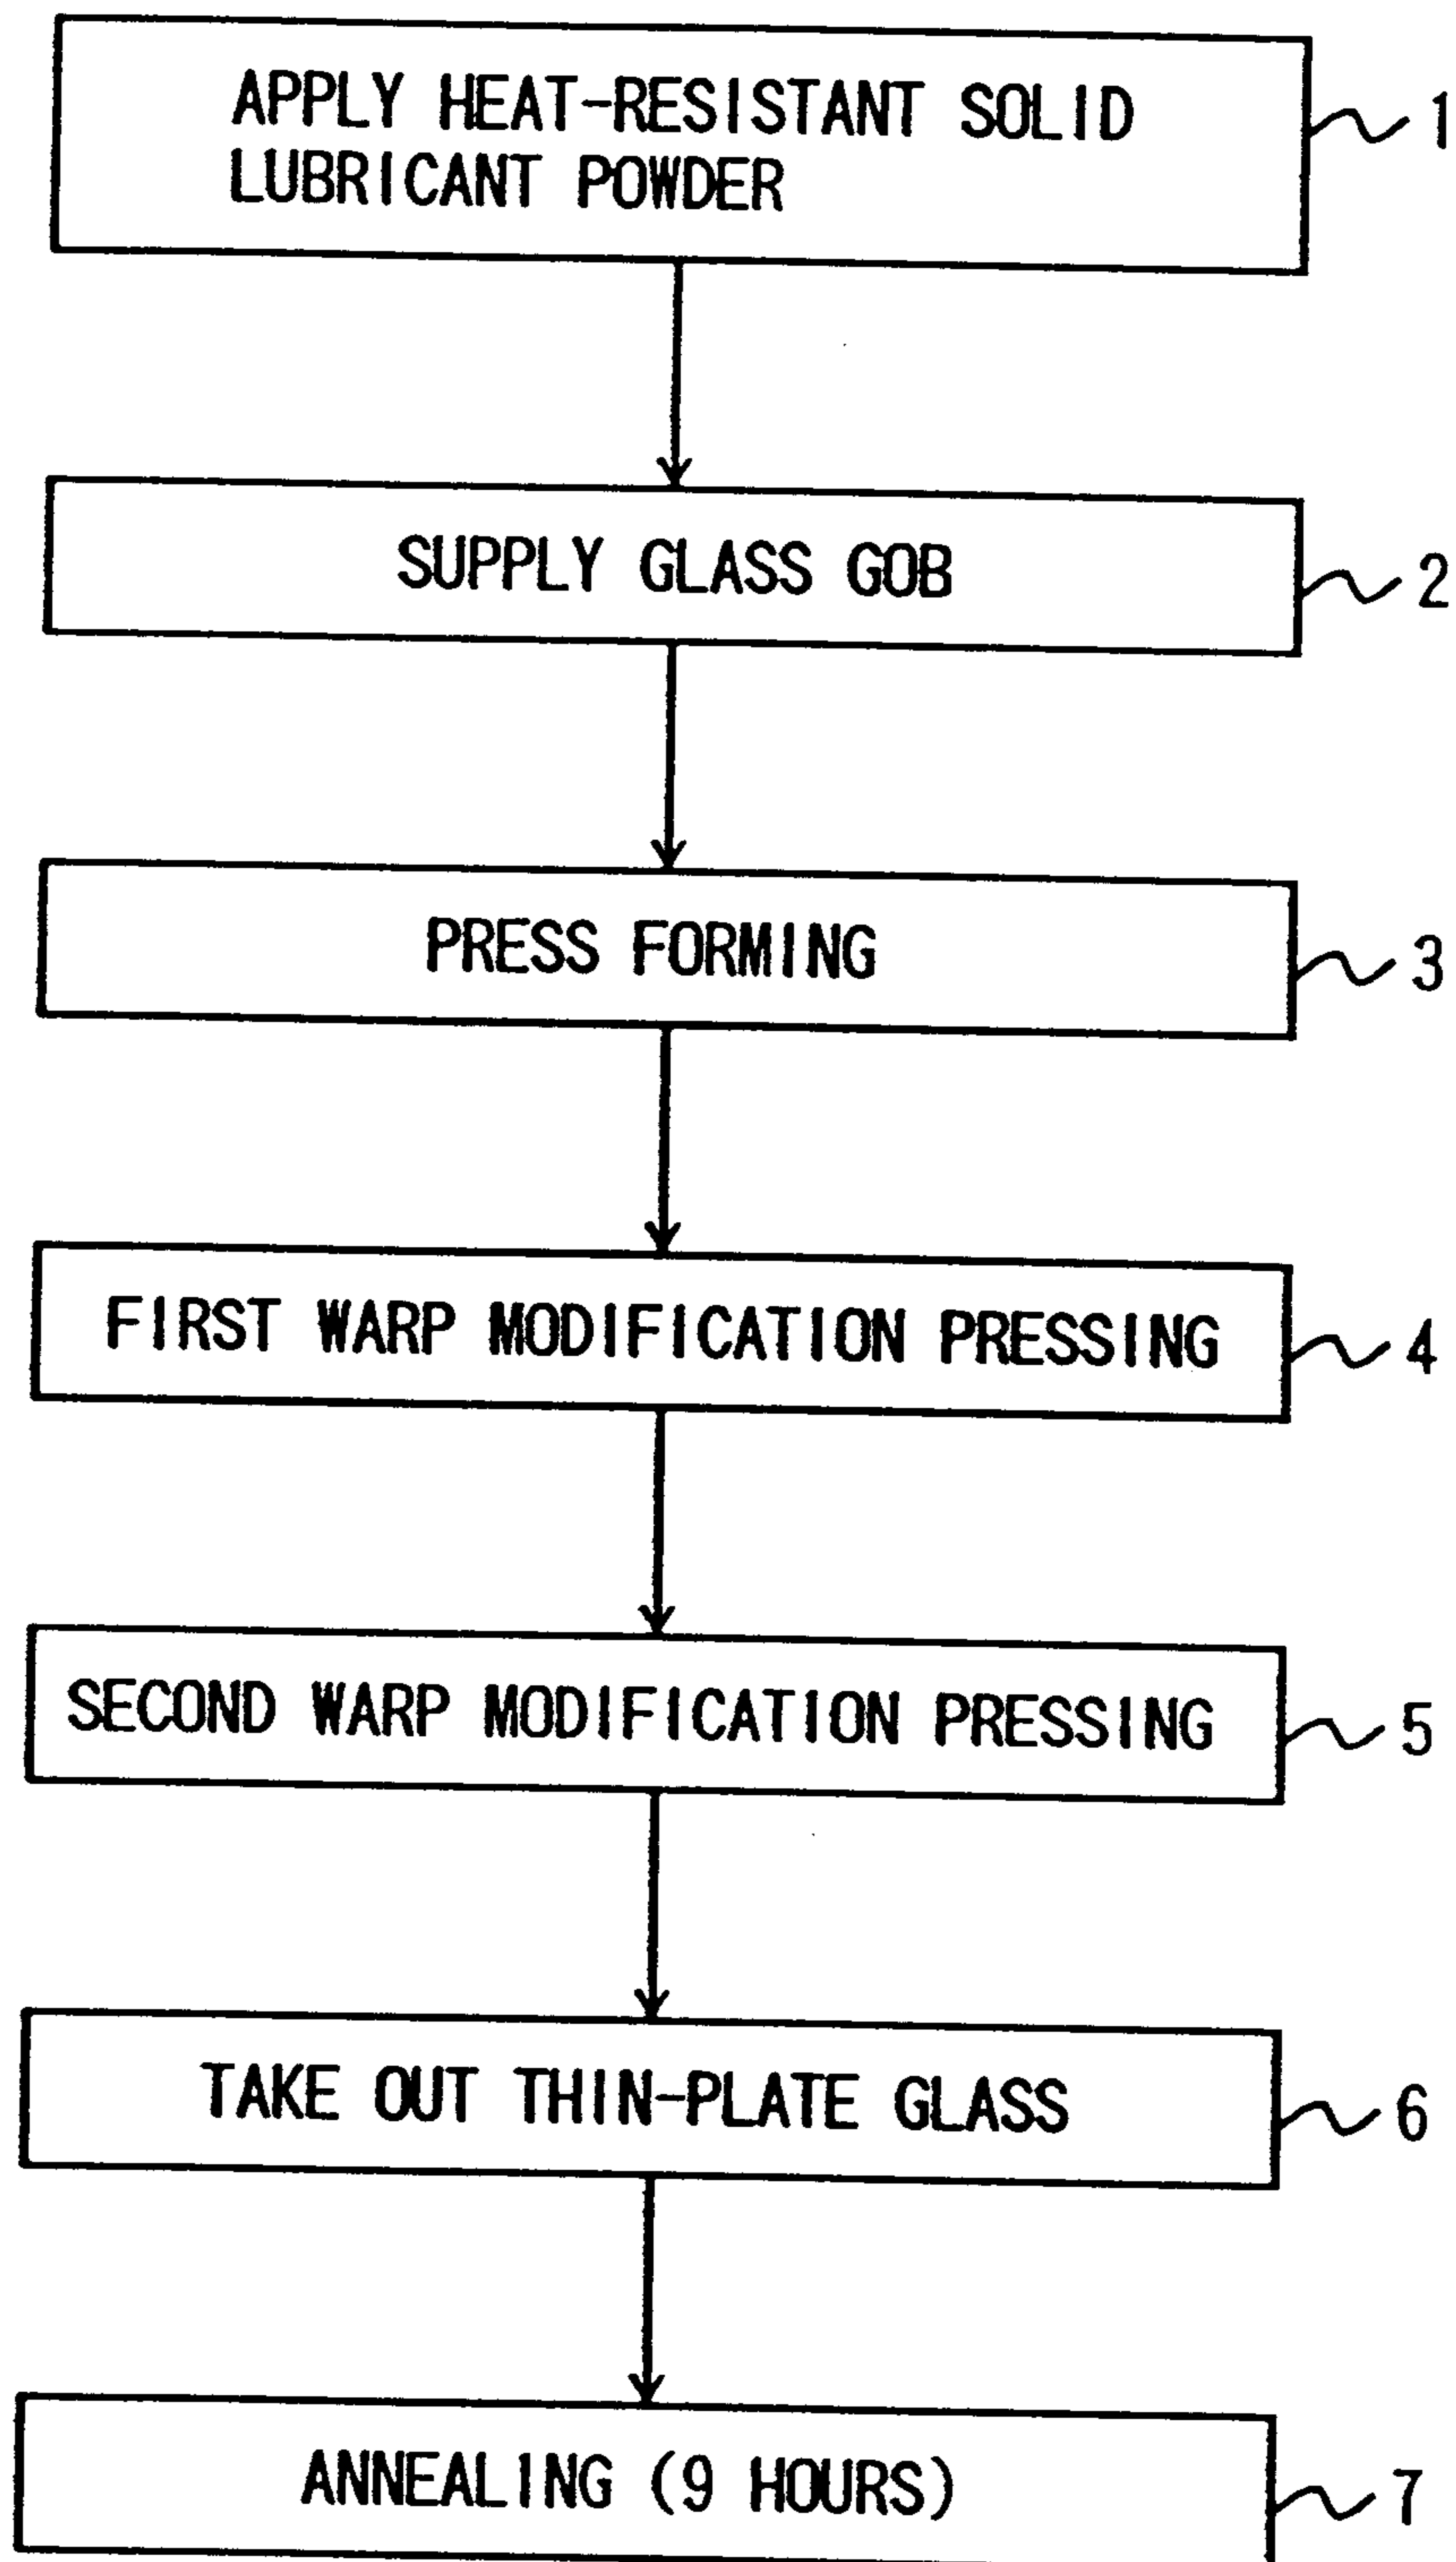 APPLY HEAT-RESISTANT SOLID
LUBRICANT POWDER
1
SUPPLY GLASS GOB
2
PRESS FORMING
3
FIRST WARP MODIFICATION PRESSING
4
SECOND WARP MODIFICATION PRESSING
5
TAKE OUT THIN-PLATE GLASS
6
ANNEALING (9 HOURS)
7